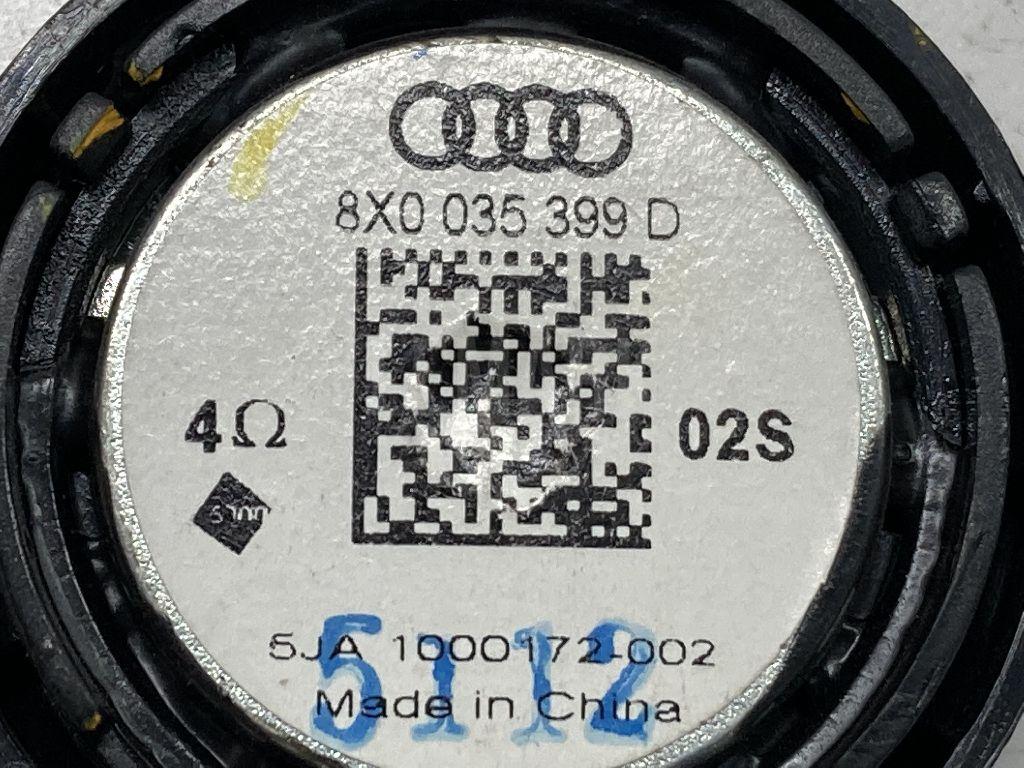 8X0 035 399 D
4Ω
02S
5JA 1000172-002
Made in China
5112